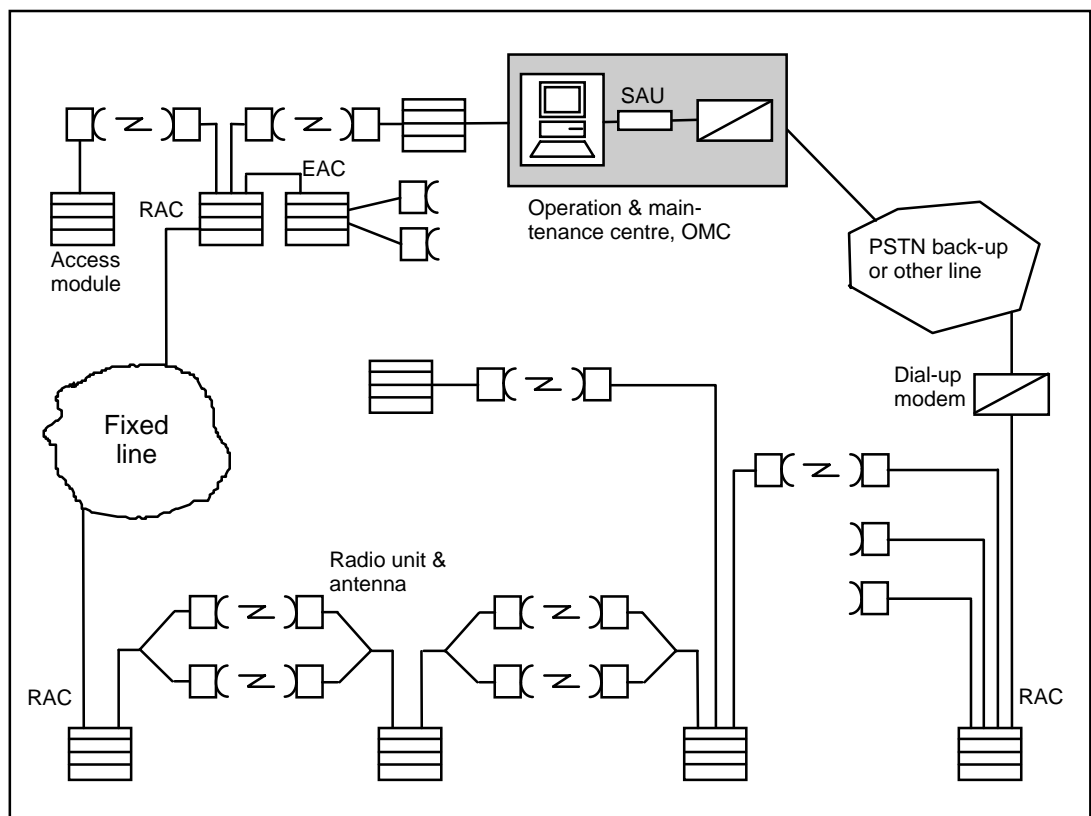 SAU
EAC
RAC
Operation & main-
tenance centre, OMC
Access
module
PSTN back-up
or other line
Dial-up
modem
Fixed
line
Radio unit &
antenna
RAC
RAC